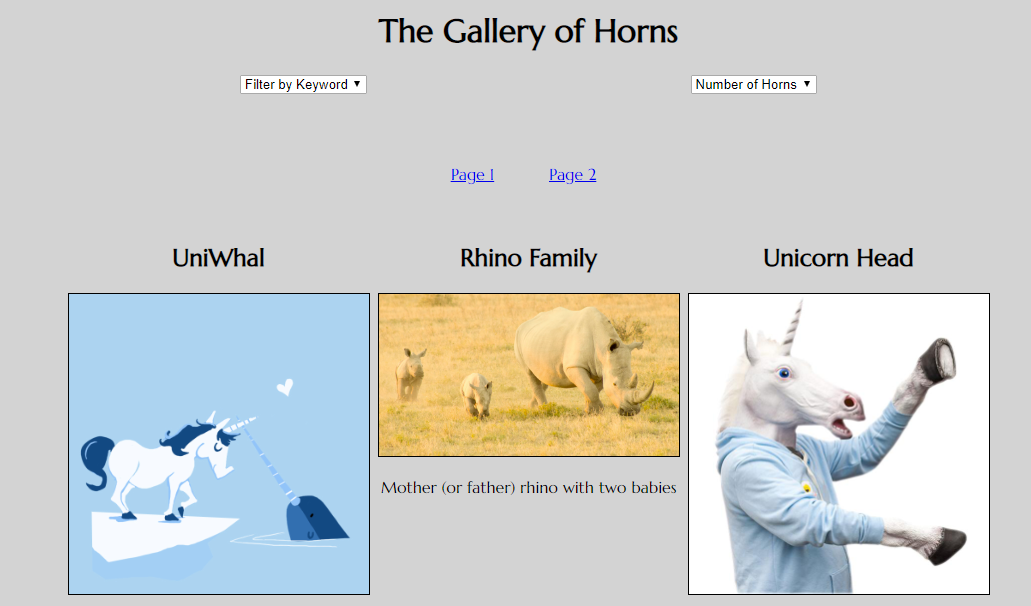 The Gallery of Horns
Filter by Keyword
Number of Horns
Page 1
Page 2
UniWhal
Rhino Family
Unicorn Head
Mother (or father) rhino with two babies